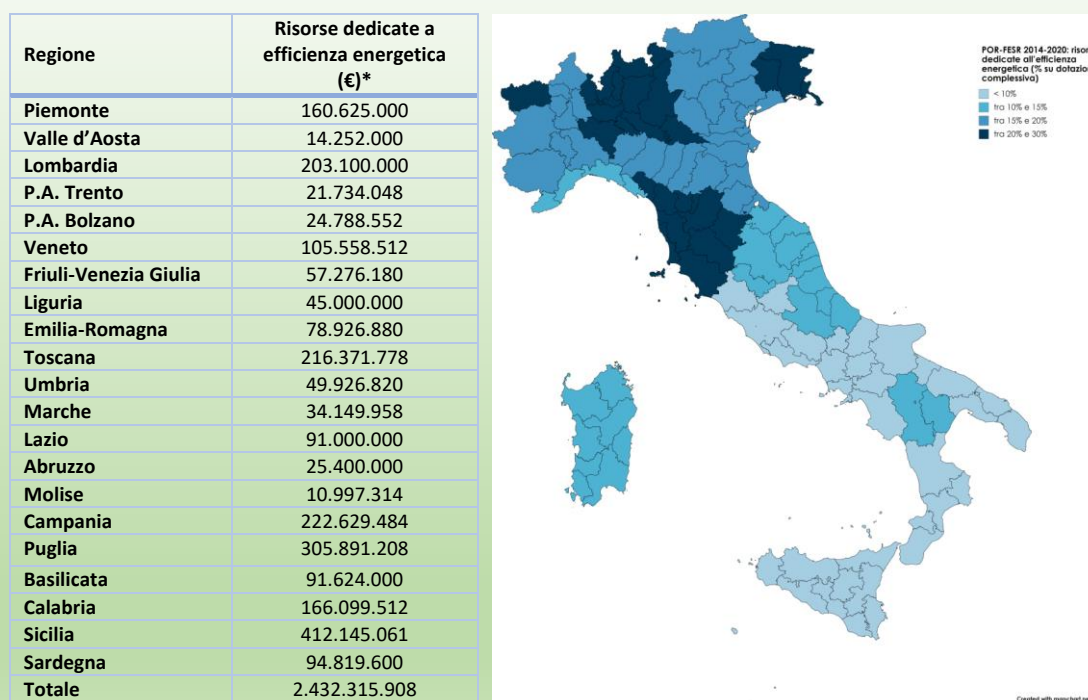 Regione
Risorse dedicate a
efficienza energetica
(€)*
Piemonte 160.625.000
Valle d'Aosta 14.252.000
Lombardia 203.100.000
P.A. Trento 21.734.048
P.A. Bolzano 24.788.552
Veneto 105.558.512
Friuli-Venezia Giulia 57.276.180
Liguria 45.000.000
Emilia-Romagna 78.926.880
Toscana 216.371.778
Umbria 49.926.820
Marche 34.149.958
Lazio 91.000.000
Abruzzo 25.400.000
Molise 10.997.314
Campania 222.629.484
Puglia 305.891.208
Basilicata 91.624.000
Calabria 166.099.512
Sicilia 412.145.061
Sardegna 94.819.600
Totale 2.432.315.908
POR-FESR 2014-2020: risor
dedicate all'efficienza
energetica (% su dotazion
complessiva)
< 10%
tra 10% e 15%
tra 15% e 20%
tra 20% e 30%
Created with